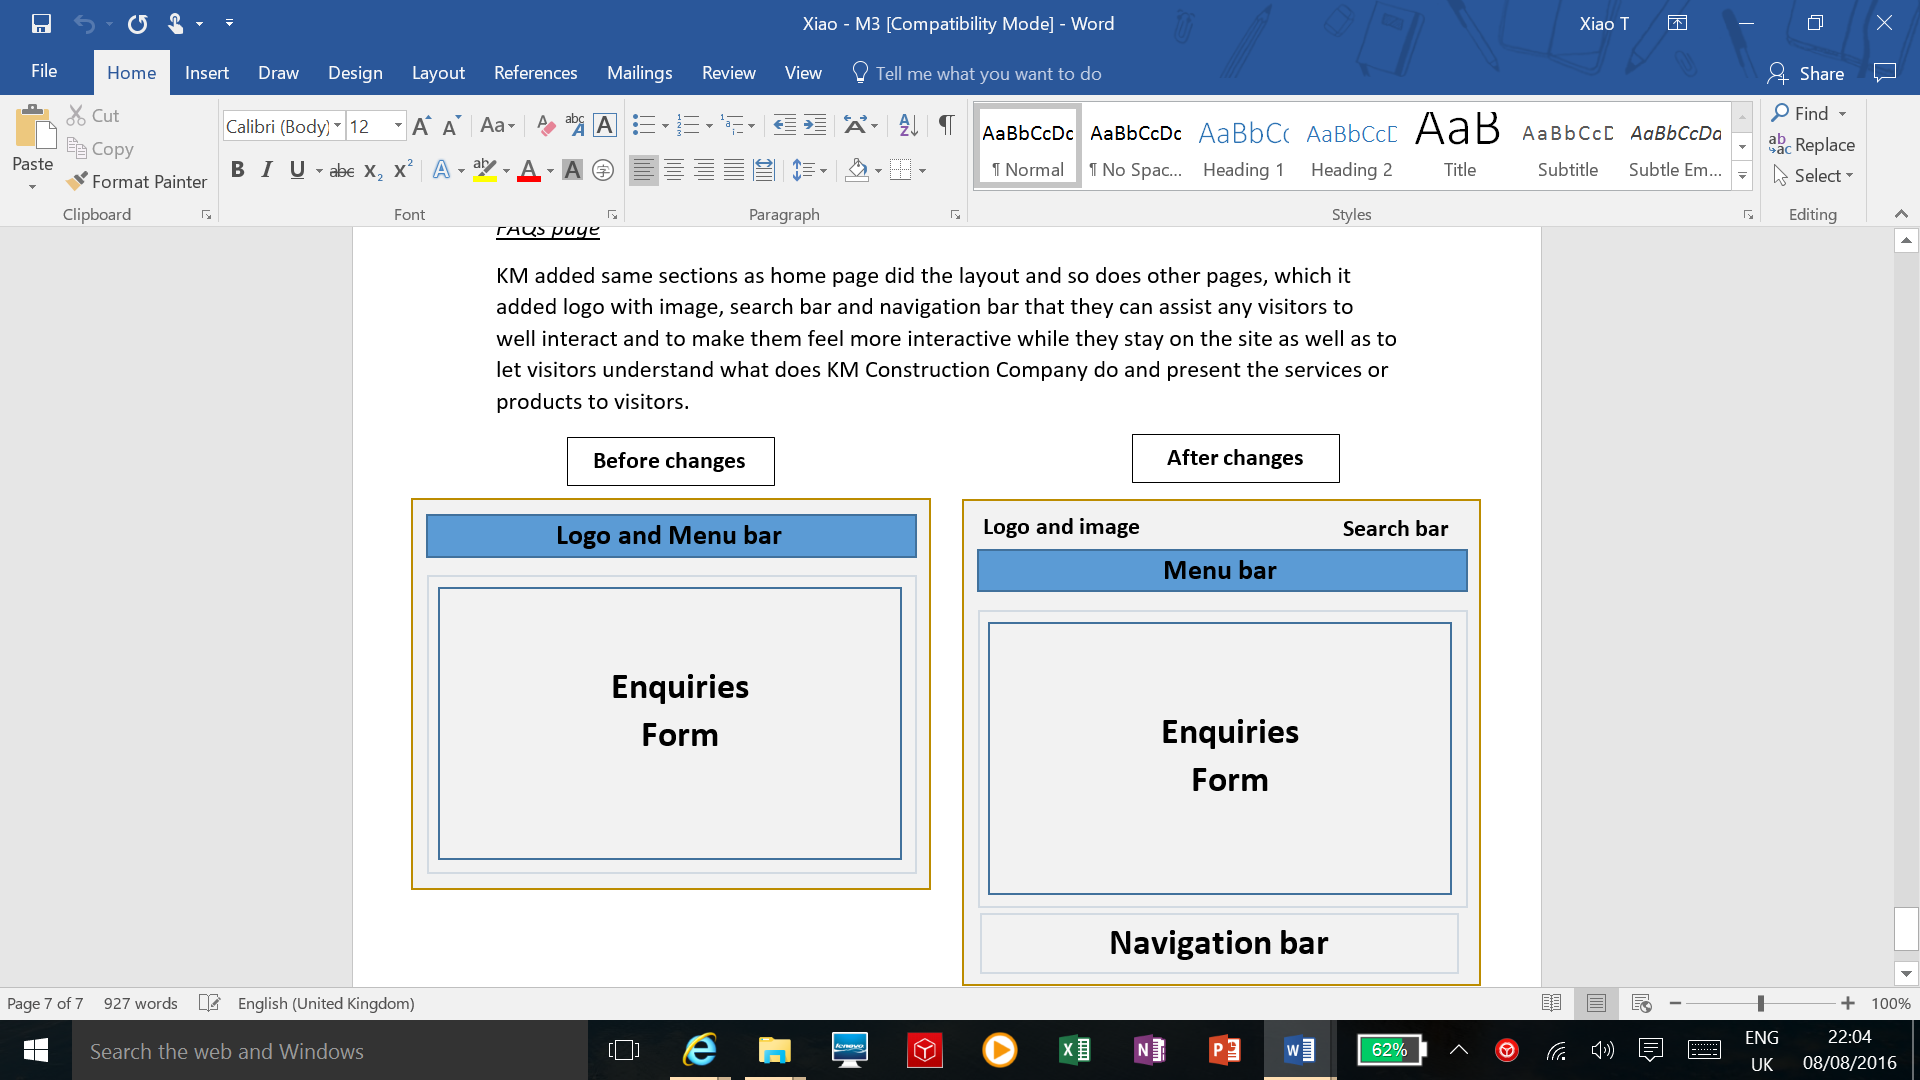 Xiao - M3 [Compatibility Mode] - Word
Xiao T
File Home Insert Draw Design Layout References Mailings Review View Tell me what you want to do Share
Paste
Cut
Copy
Format Painter
Clipboard
Calibri (Body) 12
Font
Paragraph
AaBbCcDc AaBbCcDc AaBbCc AaBbCcD AaB AaBbCcD AaBbCcDa
¶ Normal ¶ No Spac... Heading 1 Heading 2 Title Subtitle Subtle Em...
Styles
Find
Replace
Select
Editing
FAQs page
KM added same sections as home page did the layout and so does other pages, which it
added logo with image, search bar and navigation bar that they can assist any visitors to
well interact and to make them feel more interactive while they stay on the site as well as to
let visitors understand what does KM Construction Company do and present the services or
products to visitors.
Before changes
Logo and Menu bar
Enquiries
Form
After changes
Logo and image Search bar
Menu bar
Enquiries
Form
Navigation bar
Page 7 of 7 927 words English (United Kingdom) 100%
Search the web and Windows
62%
ENG
UK
22:04
08/08/2016